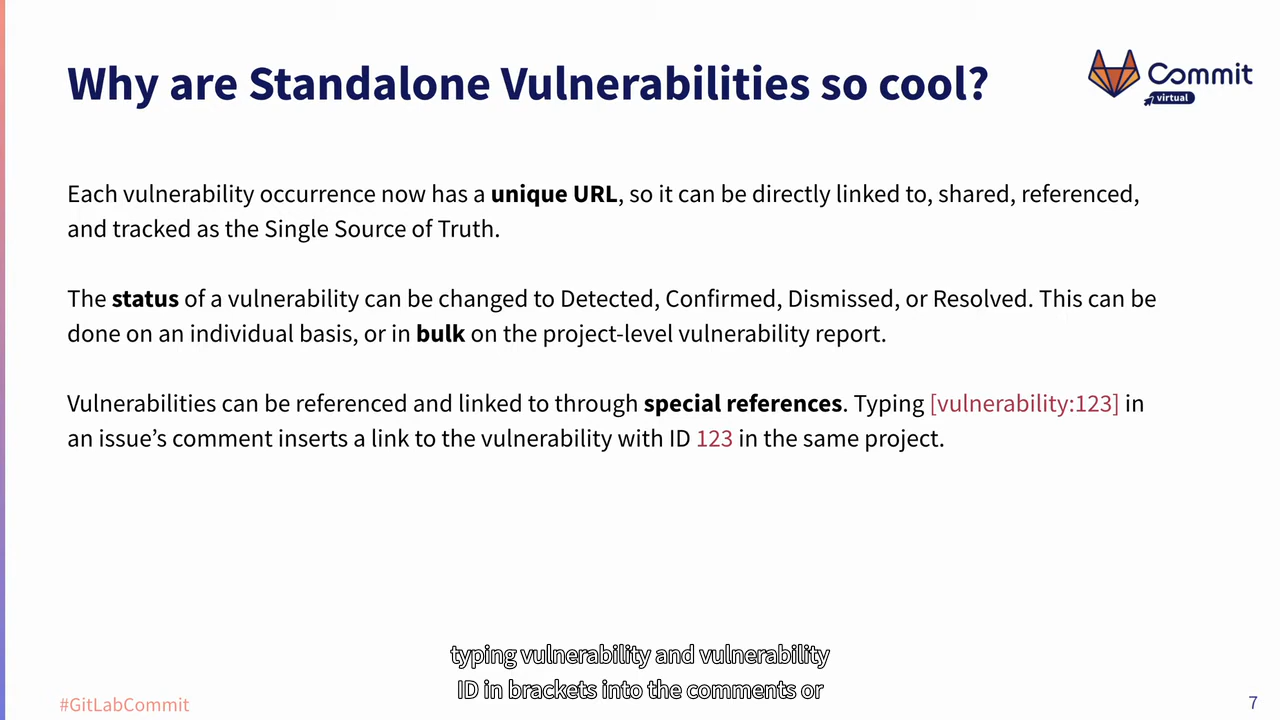 Why are Standalone Vulnerabilities so cool?
Commit
virtual
Each vulnerability occurrence now has a unique URL, so it can be directly linked to, shared, referenced,
and tracked as the Single Source of Truth.
The status of a vulnerability can be changed to Detected, Confirmed, Dismissed, or Resolved. This can be
done on an individual basis, or in bulk on the project-level vulnerability report.
Vulnerabilities can be referenced and linked to through special references. Typing [vulnerability:123] in
an issue’s comment inserts a link to the vulnerability with ID 123 in the same project.
typing vulnerability and vulnerability
ID in brackets into the comments or
#GitLabCommit
7